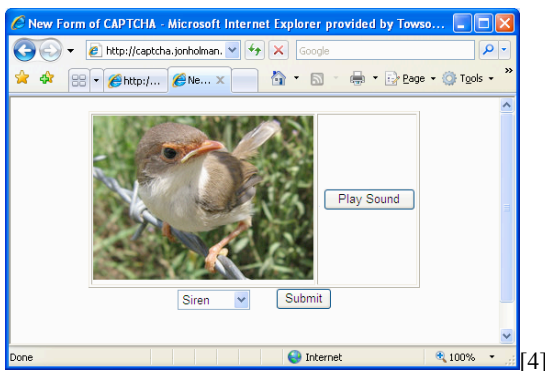 New Form of CAPTCHA - Microsoft Internet Explorer provided by Towso...
http://captcha.jonholman.
Google
http:/...
Ne...
Page
Tools
»
Play Sound
Siren
Submit
Done
Internet
100%
[4]